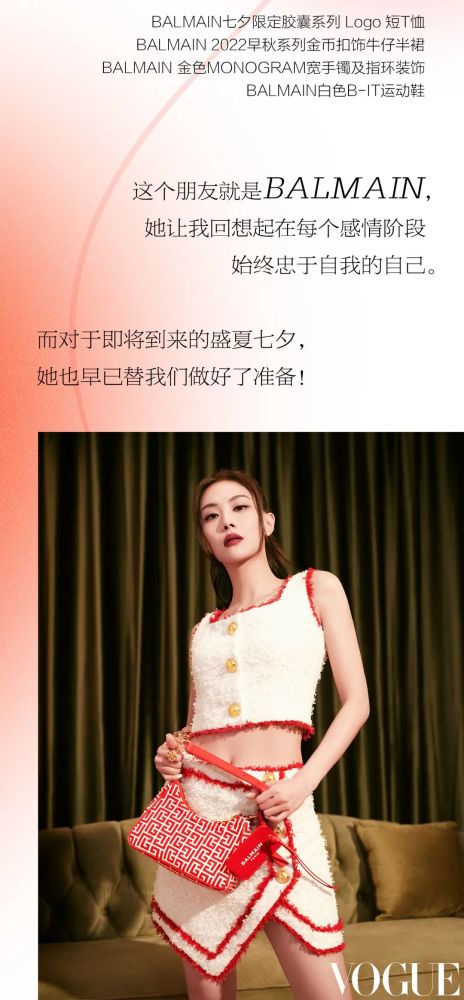 BALMAIN七夕限定胶囊系列 Logo 短T恤
BALMAIN 2022早秋系列金币扣饰牛仔半裙
BALMAIN 金色MONOGRAM宽手镯及指环装饰
BALMAIN白色B-IT运动鞋
这个朋友就是BALMAIN,
她让我回想起在每个感情阶段
始终忠于自我的自己。
而对于即将到来的盛夏七夕,
她也早已替我们做好了准备!
BALMAIN
VOGUE